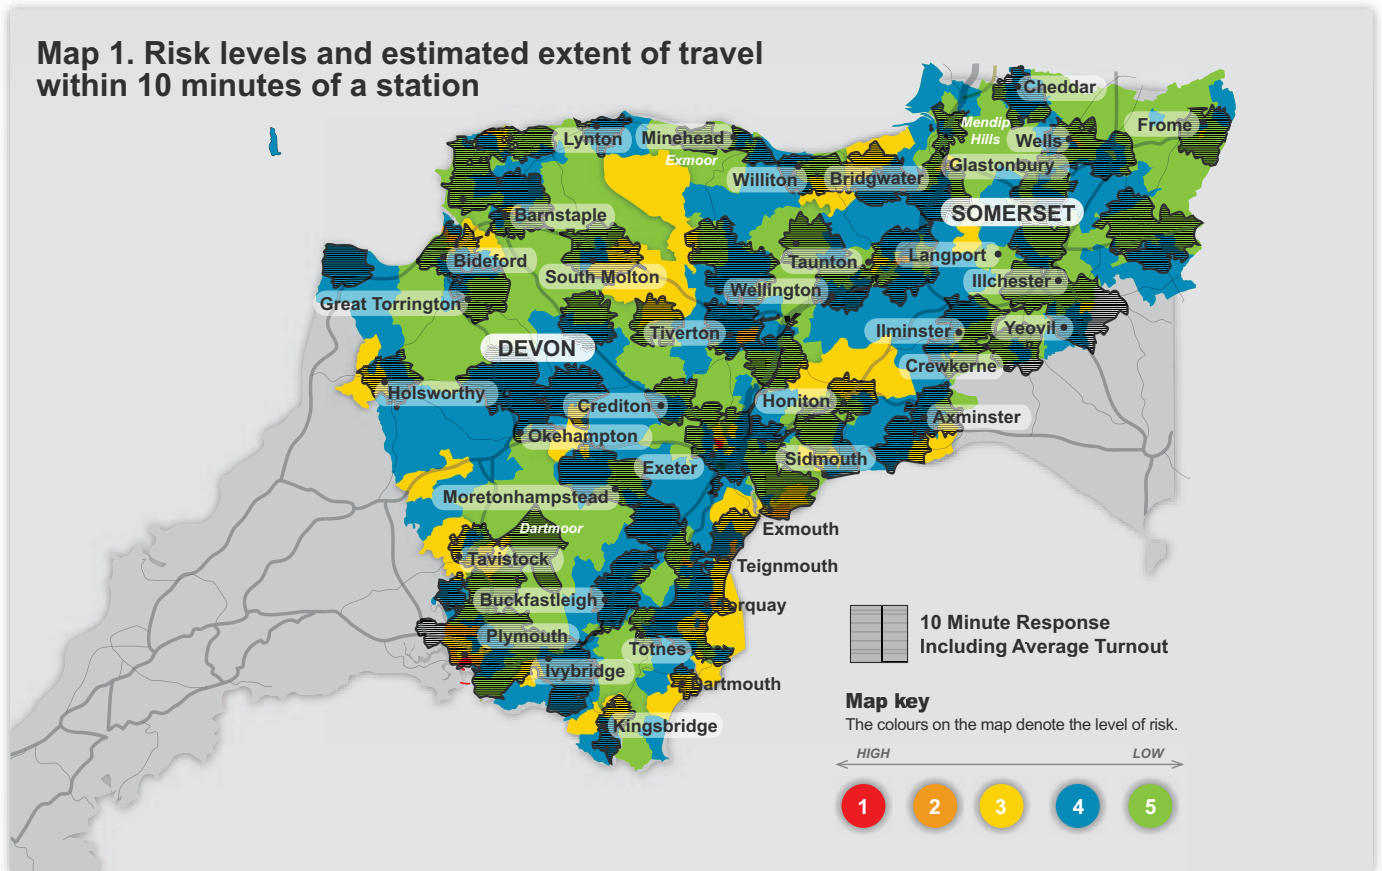 Map 1. Risk levels and estimated extent of travel
within 10 minutes of a station
Cheddar
Mendip
Hills
Frome
Lynton
Minehead
Wells
Exmoor
Glastonbury
Williton
Bridgwater
Barnstaple
SOMERSET
Bideford
Taunton
Langport
South Molton
Illchester
Wellington
Great Torrington
Tiverton
Ilminster
Yeovil
DEVON
Crewkerne
Holsworthy
Crediton
Honiton
Axminster
Okehampton
Exeter
Sidmouth
Moretonhampstead
Dartmoor
Exmouth
Tavistock
Teignmouth
Buckfastleigh
Torquay
Plymouth
10 Minute Response
Including Average Turnout
Totnes
Ivybridge
Dartmouth
Kingsbridge
Map key
The colours on the map denote the level of risk.
HIGH
LOW
1
2
3
4
5